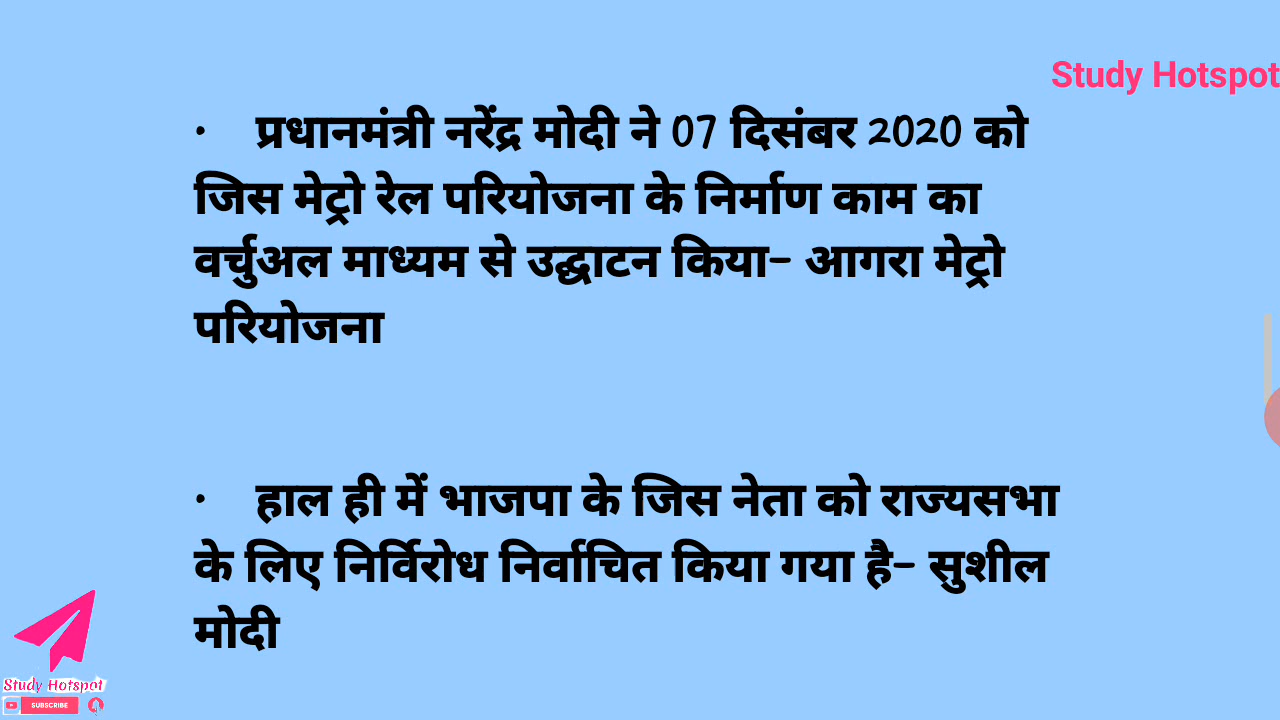 Study Hotspot
• प्रधानमंत्री नरेंद्र मोदी ने 07 दिसंबर 2020 को
जिस मेट्रो रेल परियोजना के निर्माण काम का
वर्चुअल माध्यम से उद्घाटन किया– आगरा मेट्रो
परियोजना
• हाल ही में भाजपा के जिस नेता को राज्यसभा
के लिए निर्विरोध निर्वाचित किया गया है– सुशील
मोदी
Study Hotspot
SUBSCRIBE